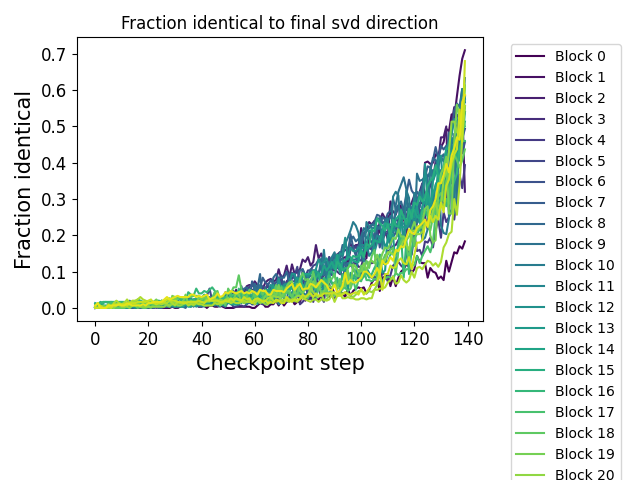 Fraction identical to final svd direction
Fraction identical
0.7
0.6
0.5
0.4
0.3
0.2
0.1
0.0
0 20 40 60 80 100 120 140
Checkpoint step
Block 0
Block 1
Block 2
Block 3
Block 4
Block 5
Block 6
Block 7
Block 8
Block 9
Block 10
Block 11
Block 12
Block 13
Block 14
Block 15
Block 16
Block 17
Block 18
Block 19
Block 20